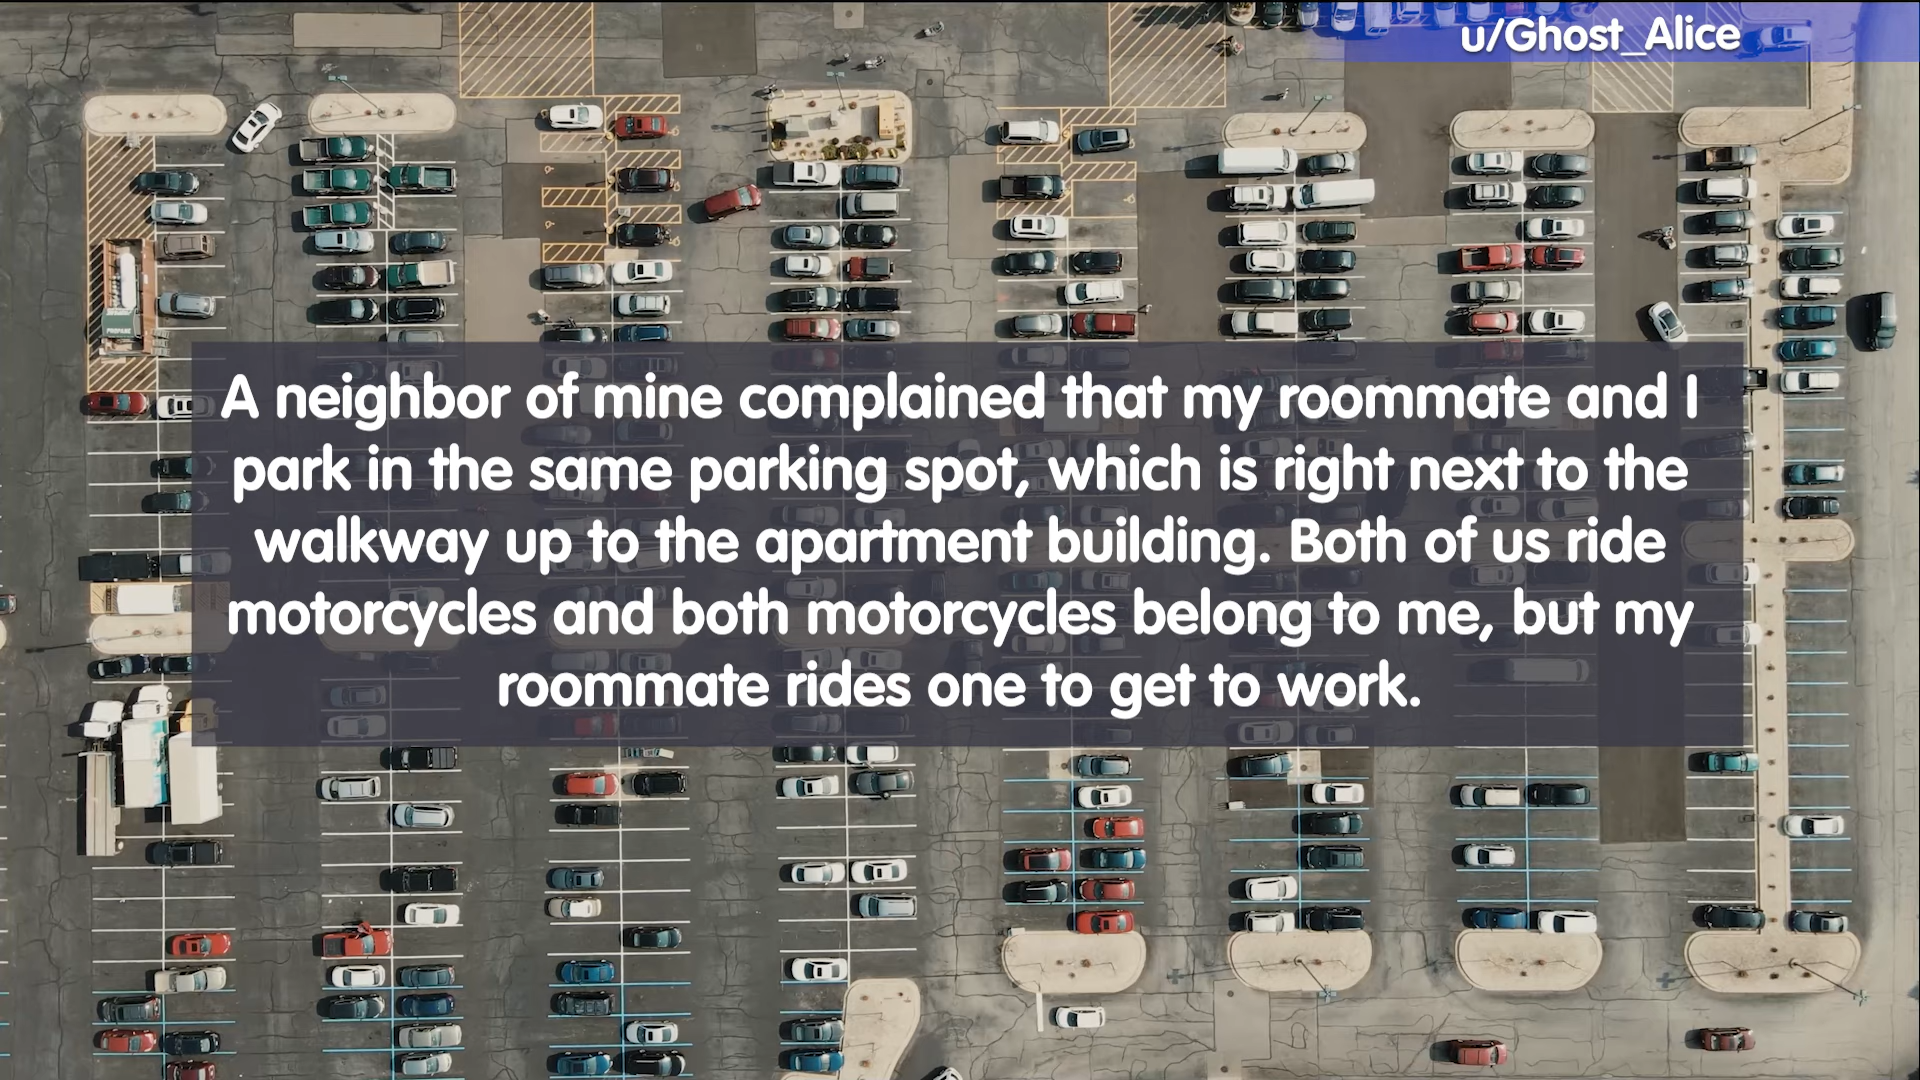 u/Ghost_Alice
A neighbor of mine complained that my roommate and I
park in the same parking spot, which is right next to the
walkway up to the apartment building. Both of us ride
motorcycles and both motorcycles belong to me, but my
roommate rides one to get to work.
PROPANE